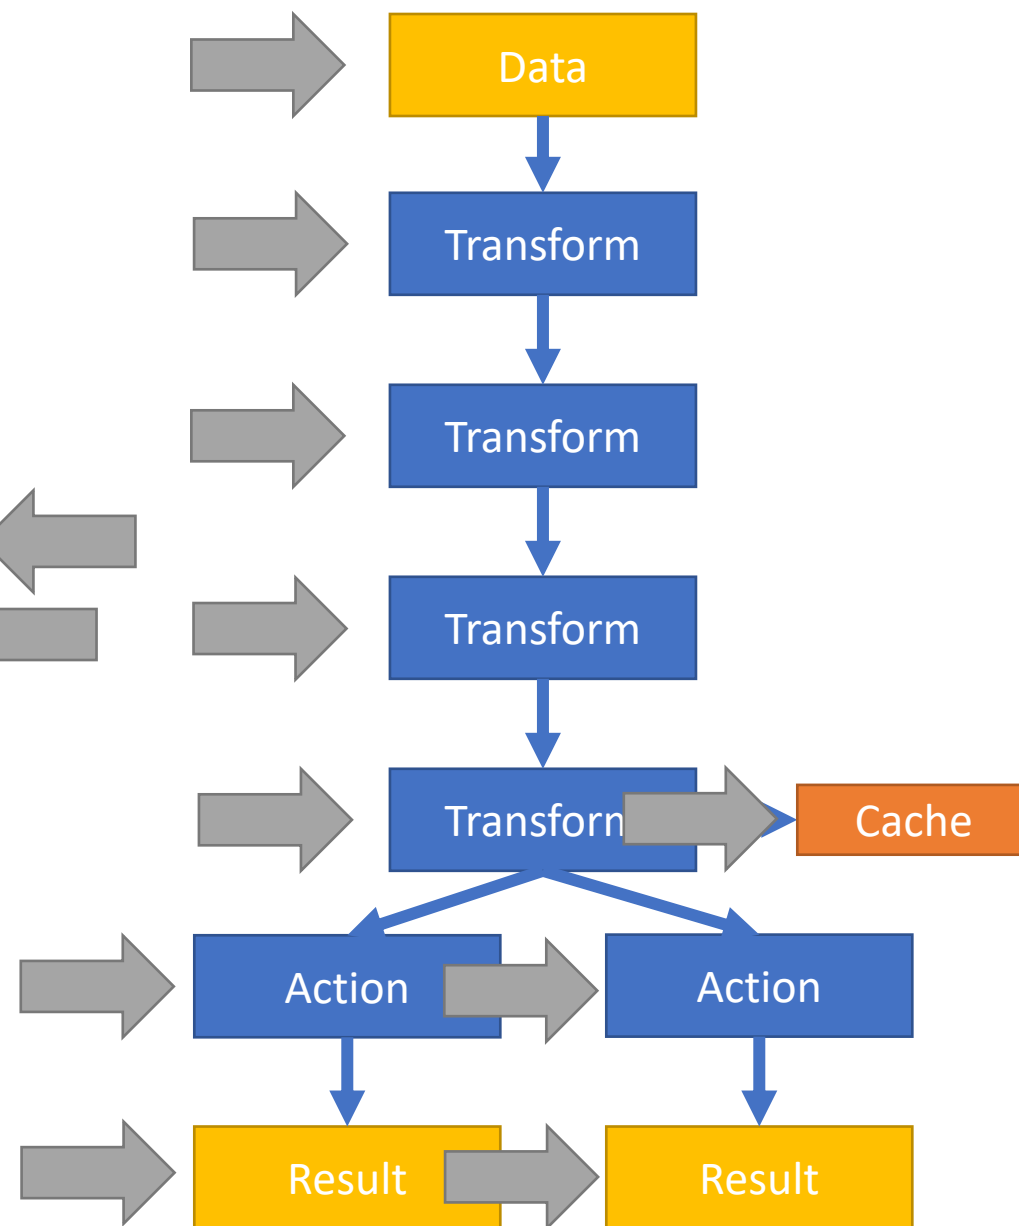 Data
Transform
Transform
Transform
Transform
Cache
Action
Action
Result
Result